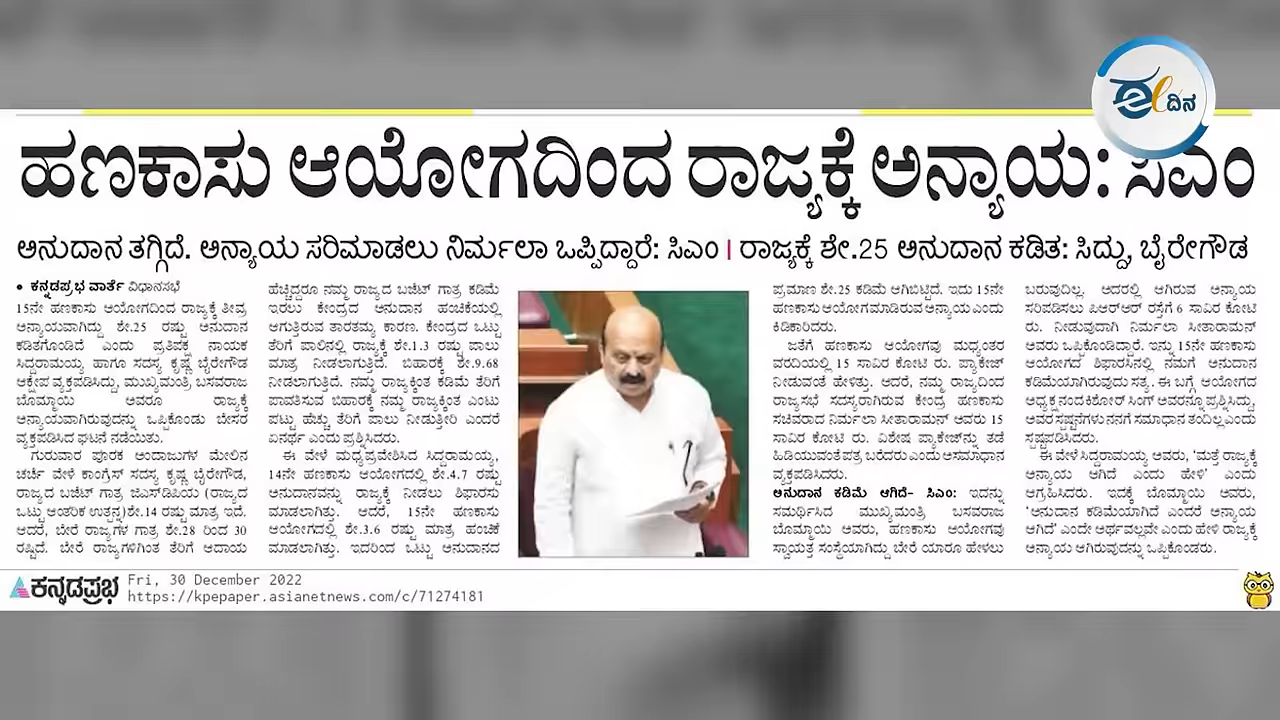 eಲ ದಿನ
ಹಣಕಾಸು ಆಯೋಗದಿಂದ ರಾಜ್ಯಕ್ಕೆ ಅನ್ಯಾಯ: ಸಿಎಂ
ಅನುದಾನ ತಗ್ಗಿದೆ. ಅನ್ಯಾಯ ಸರಿಮಾಡಲು ನಿರ್ಮಲಾ ಒಪ್ಪಿದ್ದಾರೆ: ಸಿಎಂ | ರಾಜ್ಯಕ್ಕೆ ಶೇ.25 ಅನುದಾನ ಕಡಿತ: ಸಿದ್ದು, ಬೈರೇಗೌಡ
• ಕನ್ನಡಪ್ರಭ ವಾರ್ತೆ ವಿಧಾನಸಭೆ
15ನೇ ಹಣಕಾಸು ಆಯೋಗದಿಂದ ರಾಜ್ಯಕ್ಕೆ ತೀವ್ರ
ಅನ್ಯಾಯವಾಗಿದ್ದು ಶೇ.25 ರಷ್ಟು ಅನುದಾನ
ಕಡಿತಗೊಂಡಿದೆ ಎಂದು ಪ್ರತಿಪಕ್ಷ ನಾಯಕ
ಸಿದ್ದರಾಮಯ್ಯ ಹಾಗೂ ಸದಸ್ಯ ಕೃಷ್ಣ ಬೈರೇಗೌಡ
ಆಕ್ಷೇಪ ವ್ಯಕ್ತಪಡಿಸಿದ್ದು, ಮುಖ್ಯಮಂತ್ರಿ ಬಸವರಾಜ
ಬೊಮ್ಮಾಯಿ ಅವರೂ ರಾಜ್ಯಕ್ಕೆ
ಅನ್ಯಾಯವಾಗಿರುವುದನ್ನು ಒಪ್ಪಿಕೊಂಡು ಬೇಸರ
ವ್ಯಕ್ತಪಡಿಸಿದ ಘಟನೆ ನಡೆಯಿತು.
ಗುರುವಾರ ಪೂರಕ ಅಂದಾಜುಗಳ ಮೇಲಿನ
ಚರ್ಚೆ ವೇಳೆ ಕಾಂಗ್ರೆಸ್ ಸದಸ್ಯ ಕೃಷ್ಣ ಬೈರೇಗೌಡ,
ರಾಜ್ಯದ ಬಜೆಟ್ ಗಾತ್ರ ಜಿಎಸ್‌ಡಿಪಿಯ (ರಾಜ್ಯದ
ಒಟ್ಟು ಆಂತರಿಕ ಉತ್ಪನ್ನ) ಶೇ.14 ರಷ್ಟು ಮಾತ್ರ ಇದೆ.
ಆದರೆ, ಬೇರೆ ರಾಜ್ಯಗಳ ಗಾತ್ರ ಶೇ.28 ರಿಂದ 30
ರಷ್ಟಿದೆ. ಬೇರೆ ರಾಜ್ಯಗಳಿಗಿಂತ ತೆರಿಗೆ ಆದಾಯ
ಹೆಚ್ಚಿದ್ದರೂ ನಮ್ಮ ರಾಜ್ಯದ ಬಜೆಟ್ ಗಾತ್ರ ಕಡಿಮೆ
ಇರಲು ಕೇಂದ್ರದ ಅನುದಾನ ಹಂಚಿಕೆಯಲ್ಲಿ
ಆಗುತ್ತಿರುವ ತಾರತಮ್ಯ ಕಾರಣ. ಕೇಂದ್ರದ ಒಟ್ಟು
ತೆರಿಗೆ ಪಾಲಿನಲ್ಲಿ ರಾಜ್ಯಕ್ಕೆ ಶೇ.1.3 ರಷ್ಟು ಪಾಲು
ಮಾತ್ರ ನೀಡಲಾಗುತ್ತಿದೆ. ಬಿಹಾರಕ್ಕೆ ಶೇ.9.68
ನೀಡಲಾಗುತ್ತಿದೆ. ನಮ್ಮ ರಾಜ್ಯಕ್ಕಿಂತ ಕಡಿಮೆ ತೆರಿಗೆ
ಪಾವತಿಸುವ ಬಿಹಾರಕ್ಕೆ ನಮ್ಮ ರಾಜ್ಯಕ್ಕಿಂತ ಎಂಟು
ಪಟ್ಟು ಹೆಚ್ಚು ತೆರಿಗೆ ಪಾಲು ನೀಡುತ್ತೀರಿ ಎಂದರೆ
ಏನರ್ಥ ಎಂದು ಪ್ರಶ್ನಿಸಿದರು.
ಈ ವೇಳೆ ಮಧ್ಯಪ್ರವೇಶಿಸಿದ ಸಿದ್ದರಾಮಯ್ಯ,
14ನೇ ಹಣಕಾಸು ಆಯೋಗದಲ್ಲಿ ಶೇ.4.7 ರಷ್ಟು
ಅನುದಾನವನ್ನು ರಾಜ್ಯಕ್ಕೆ ನೀಡಲು ಶಿಫಾರಸು
ಮಾಡಲಾಗಿತ್ತು. ಆದರೆ, 15ನೇ ಹಣಕಾಸು
ಆಯೋಗದಲ್ಲಿ ಶೇ.3.6 ರಷ್ಟು ಮಾತ್ರ ಹಂಚಿಕೆ
ಮಾಡಲಾಗಿತ್ತು. ಇದರಿಂದ ಒಟ್ಟು ಅನುದಾನದ
ಪ್ರಮಾಣ ಶೇ.25 ಕಡಿಮೆ ಆಗಿಬಿಟ್ಟಿದೆ. ಇದು 15ನೇ
ಹಣಕಾಸು ಆಯೋಗ ಮಾಡಿರುವ ಅನ್ಯಾಯ ಎಂದು
ಕಿಡಿಕಾರಿದರು.
ಜತೆಗೆ ಹಣಕಾಸು ಆಯೋಗವು ಮಧ್ಯಂತರ
ವರದಿಯಲ್ಲಿ 15 ಸಾವಿರ ಕೋಟಿ ರು. ಪ್ಯಾಕೇಜ್
ನೀಡುವಂತೆ ಹೇಳಿತ್ತು. ಆದರೆ, ನಮ್ಮ ರಾಜ್ಯದಿಂದ
ರಾಜ್ಯಸಭೆ ಸದಸ್ಯರಾಗಿರುವ ಕೇಂದ್ರ ಹಣಕಾಸು
ಸಚಿವರಾದ ನಿರ್ಮಲಾ ಸೀತಾರಾಮನ್ ಅವರು 15
ಸಾವಿರ ಕೋಟಿ ರು. ವಿಶೇಷ ಪ್ಯಾಕೇಜ್‌ನ್ನು ತಡೆ
ಹಿಡಿಯುವಂತೆ ಪತ್ರ ಬರೆದರು ಎಂದು ಅಸಮಾಧಾನ
ವ್ಯಕ್ತಪಡಿಸಿದರು.
ಅನುದಾನ ಕಡಿಮೆ ಆಗಿದೆ- ಸಿಎಂ: ಇದನ್ನು
ಸಮರ್ಥಿಸಿದ ಮುಖ್ಯಮಂತ್ರಿ ಬಸವರಾಜ
ಬೊಮ್ಮಾಯಿ ಅವರು, ಹಣಕಾಸು ಆಯೋಗವು
ಸ್ವಾಯತ್ತ ಸಂಸ್ಥೆಯಾಗಿದ್ದು ಬೇರೆ ಯಾರೂ ಹೇಳಲು
ಬರುವುದಿಲ್ಲ. ಅದರಲ್ಲಿ ಆಗಿರುವ ಅನ್ಯಾಯ
ಸರಿಪಡಿಸಲು ಪಿಆರ್‌ಆರ್ ರಸ್ತೆಗೆ 6 ಸಾವಿರ ಕೋಟಿ
ರು. ನೀಡುವುದಾಗಿ ನಿರ್ಮಲಾ ಸೀತಾರಾಮನ್
ಅವರು ಒಪ್ಪಿಕೊಂಡಿದ್ದಾರೆ. ಇನ್ನು 15ನೇ ಹಣಕಾಸು
ಆಯೋಗದ ಶಿಫಾರಸಿನಲ್ಲಿ ನಮಗೆ ಅನುದಾನ
ಕಡಿಮೆಯಾಗಿರುವುದು ಸತ್ಯ. ಈ ಬಗ್ಗೆ ಆಯೋಗದ
ಅಧ್ಯಕ್ಷ ನಂದಕಿಶೋರ್ ಸಿಂಗ್ ಅವರನ್ನೂ ಪ್ರಶ್ನಿಸಿದ್ದು,
ಅವರ ಸ್ಪಷ್ಟನೆಗಳು ನನಗೆ ಸಮಾಧಾನ ತಂದಿಲ್ಲ ಎಂದು
ಸ್ಪಷ್ಟಪಡಿಸಿದರು.
ಈ ವೇಳೆ ಸಿದ್ದರಾಮಯ್ಯ ಅವರು, 'ಮತ್ತೆ ರಾಜ್ಯಕ್ಕೆ
ಅನ್ಯಾಯ ಆಗಿದೆ ಎಂದು ಹೇಳಿ' ಎಂದು
ಆಗ್ರಹಿಸಿದರು. ಇದಕ್ಕೆ ಬೊಮ್ಮಾಯಿ ಅವರು,
'ಅನುದಾನ ಕಡಿಮೆಯಾಗಿದೆ ಎಂದರೆ ಅನ್ಯಾಯ
ಆಗಿದೆ' ಎಂದೇ ಅರ್ಥವಲ್ಲವೇ ಎಂದು ಹೇಳಿ ರಾಜ್ಯಕ್ಕೆ
ಅನ್ಯಾಯ ಆಗಿರುವುದನ್ನು ಒಪ್ಪಿಕೊಂಡರು.
ಕನ್ನಡಪ್ರಭ
Fri, 30 December 2022
https://kpepaper.asianetnews.com/c/71274181